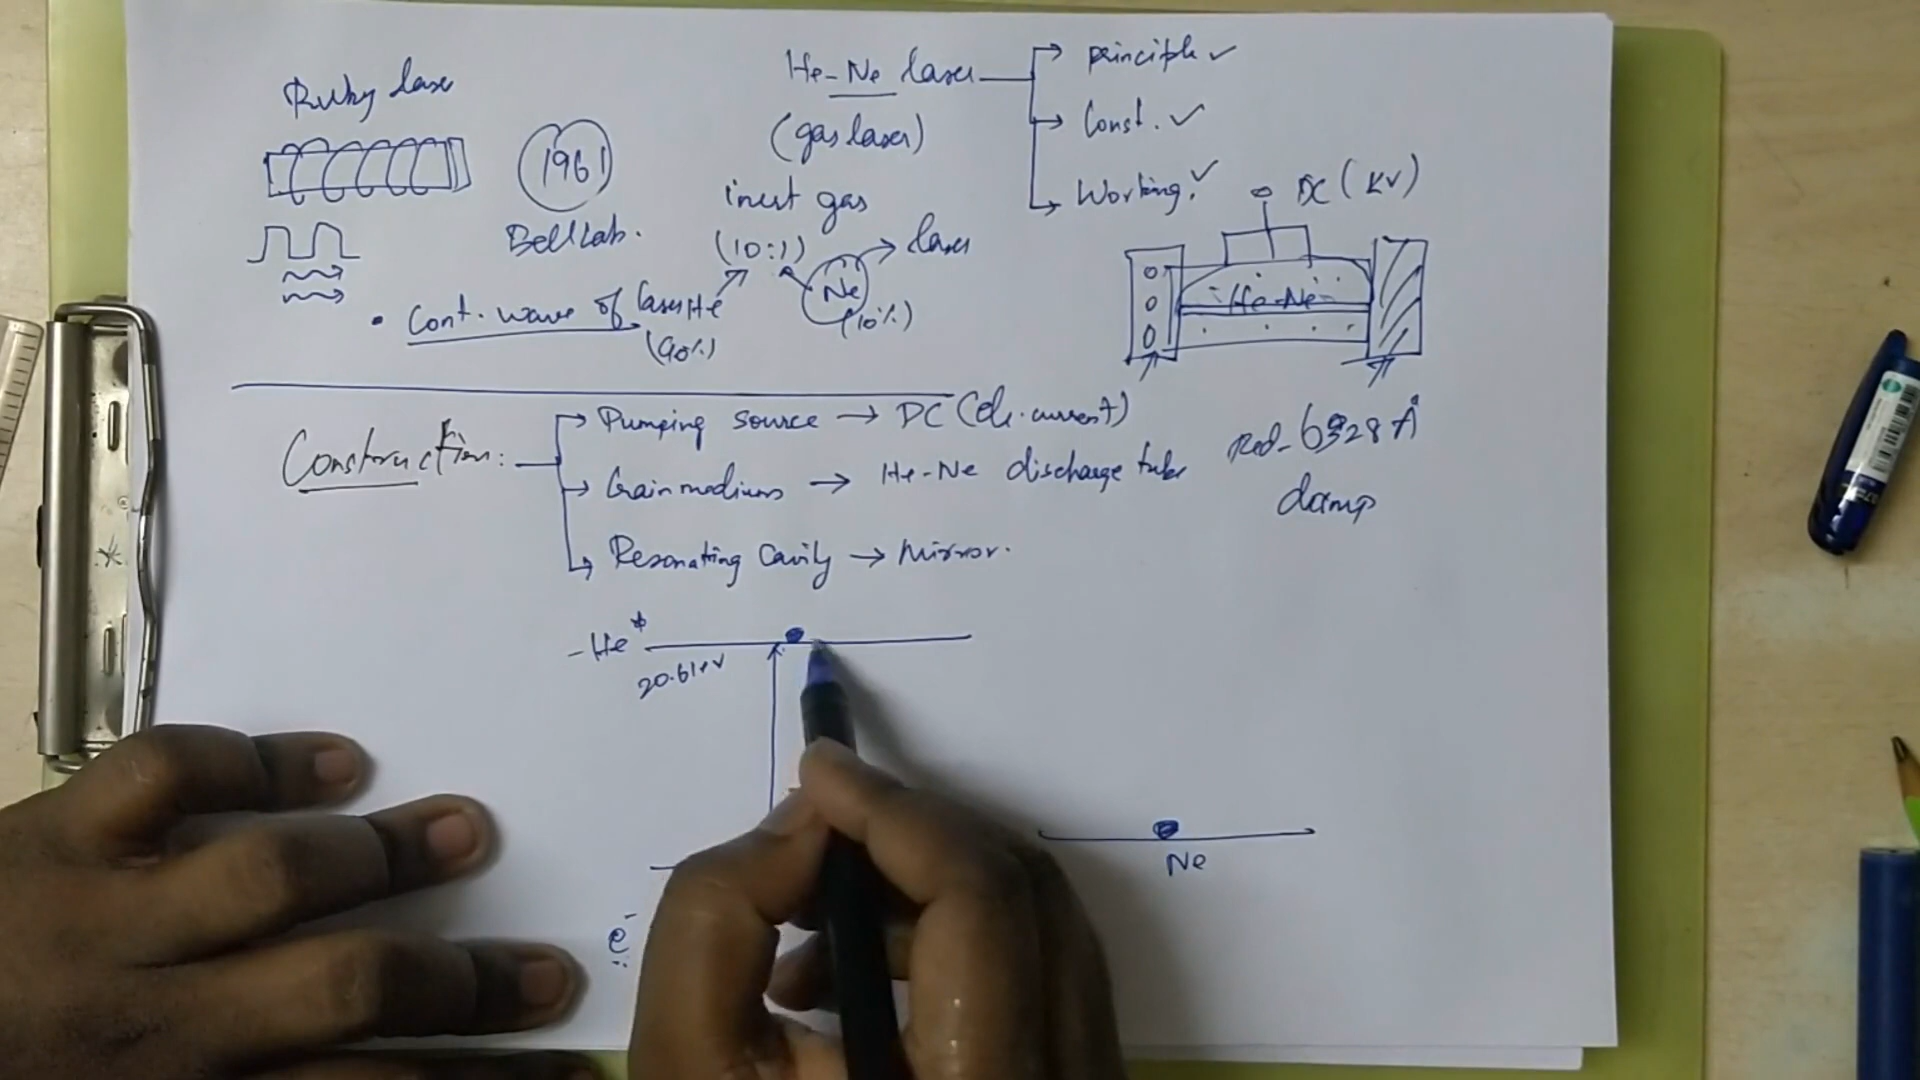 Ruby laser
1961
Bell Lab.
He-Ne laser
(gas laser)
principle ✓
Const. ✓
Working. ✓
inert gas
(10:1)
laser
Ne
(10%)
• Cont. wave of laser
He
(90%)
DC (KV)
He-Ne
Construction:
Pumping source → DC (ele. current)
Gain medium → He-Ne discharge tube
Resonating Cavity → Mirror.
Red- 6328 Å
-He*
20.61eV
Ne
e-